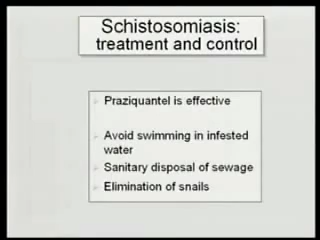 Schistosomiasis:
treatment and control
Praziquantel is effective
Avoid swimming in infested
water
Sanitary disposal of sewage
Elimination of snails